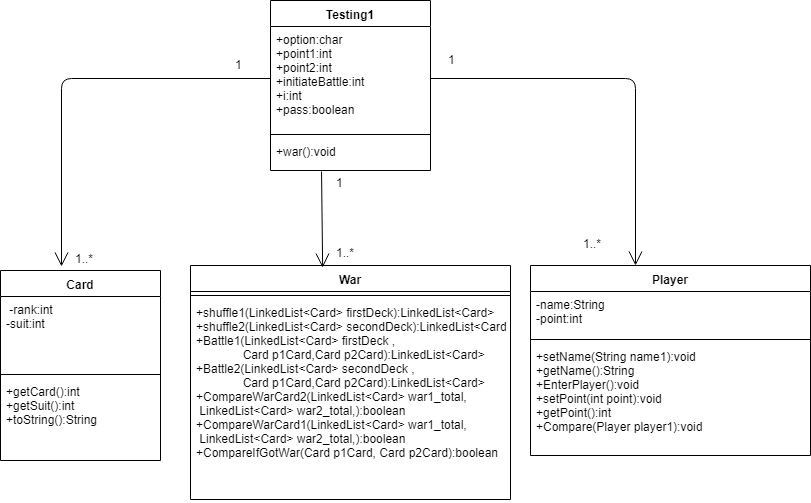 Testing1
+option:char
+point1:int
+point2:int
+initiateBattle:int
+i:int
+pass:boolean
+war():void
1
1
1
1..*
1..*
1..*
Card
-rank:int
-suit:int
+getCard():int
+getSuit():int
+toString():String
War
+shuffle1(LinkedList<Card> firstDeck):LinkedList<Card>
+shuffle2(LinkedList<Card> secondDeck):LinkedList<Card
+Battle1(LinkedList<Card> firstDeck ,
Card p1Card,Card p2Card):LinkedList<Card>
+Battle2(LinkedList<Card> secondDeck ,
Card p1Card,Card p2Card):LinkedList<Card>
+CompareWarCard2(LinkedList<Card> war1_total,
LinkedList<Card> war2_total,):boolean
+CompareWarCard1(LinkedList<Card> war1_total,
LinkedList<Card> war2_total,):boolean
+CompareIfGotWar(Card p1Card, Card p2Card):boolean
Player
-name:String
-point:int
+setName(String name1):void
+getName():String
+EnterPlayer():void
+setPoint(int point):void
+getPoint():int
+Compare(Player player1):void